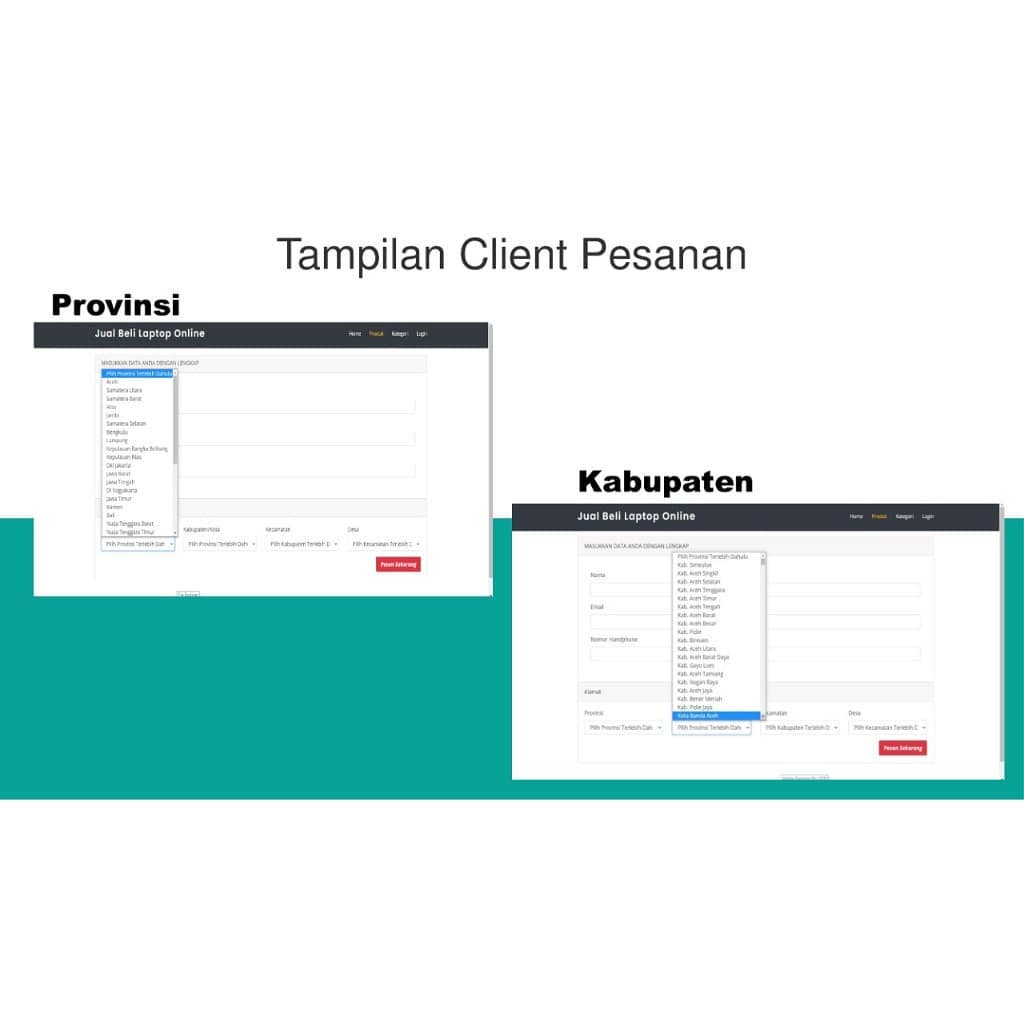 Tampilan Client Pesanan
Provinsi
Jual Beli Laptop Online
Home Produk Kategori Login
MASUKKAN DATA ANDA DENGAN LENGKAP
Pilih Provinsi Terlebih Dahulu
Aceh
Sumatera Utara
Sumatera Barat
Riau
Jambi
Sumatera Selatan
Bengkulu
Lampung
Kepulauan Bangka Belitung
Kepulauan Riau
DKI Jakarta
Jawa Barat
Jawa Tengah
DI Yogyakarta
Jawa Timur
Banten
Bali
Nusa Tenggara Barat
Nusa Tenggara Timur
Kabupaten/Kota Kecamatan Desa
Pilih Provinsi Terlebih Dah Pilih Provinsi Terlebih Dah Pilih Kabupaten Terlebih D Pilih Kecamatan Terlebih
Pesan Sekarang
Kabupaten
Jual Beli Laptop Online
Home Produk Kategori Login
MASUKKAN DATA ANDA DENGAN LENGKAP
Pilih Provinsi Terlebih Dahulu
Kab. Simeulue
Kab. Aceh Singkil
Kab. Aceh Selatan
Kab. Aceh Tenggara
Kab. Aceh Timur
Kab. Aceh Tengah
Kab. Aceh Barat
Kab. Aceh Besar
Kab. Pidie
Kab. Bireuen
Kab. Aceh Utara
Kab. Aceh Barat Daya
Kab. Gayo Lues
Kab. Aceh Tamiang
Kab. Nagan Raya
Kab. Aceh Jaya
Kab. Bener Meriah
Kab. Pidie Jaya
Kota Banda Aceh
Nama
Email
Nomor Handphone
Alamat
Provinsi camatan Desa
Pilih Provinsi Terlebih Dah Pilih Provinsi Terlebih Dah Pilih Kabupaten Terlebih D Pilih Kecamatan Terlebih C
Pesan Sekarang